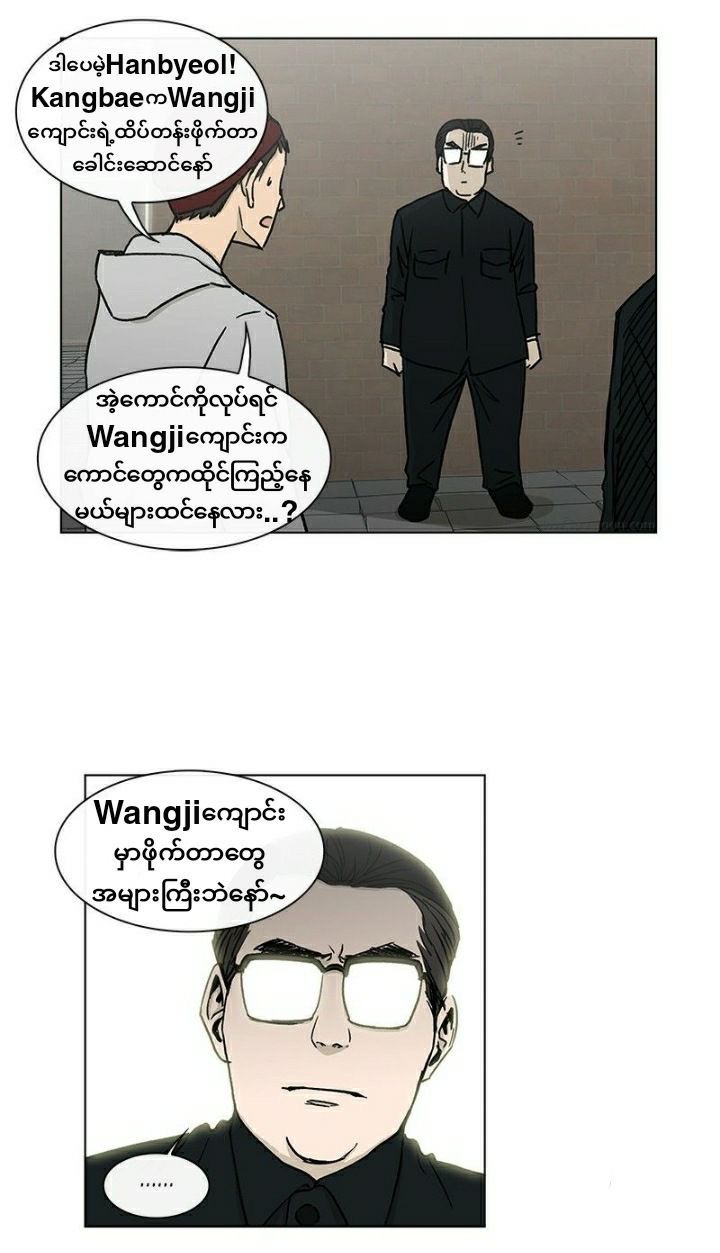 ဒါပေမဲ့Hanbyeol!
KangbaeကWangji
ကျောင်းရဲ့ထိပ်တန်းဖိုက်တာ
ခေါင်းဆောင်နော်
အဲ့ကောင်ကိုလုပ်ရင်
Wangjiကျောင်းက
ကောင်တွေကထိုင်ကြည့်နေ
မယ်များထင်နေလား..?
Wangjiကျောင်း
မှာဖိုက်တာတွေ
အများကြီးဘဲနော်~
......